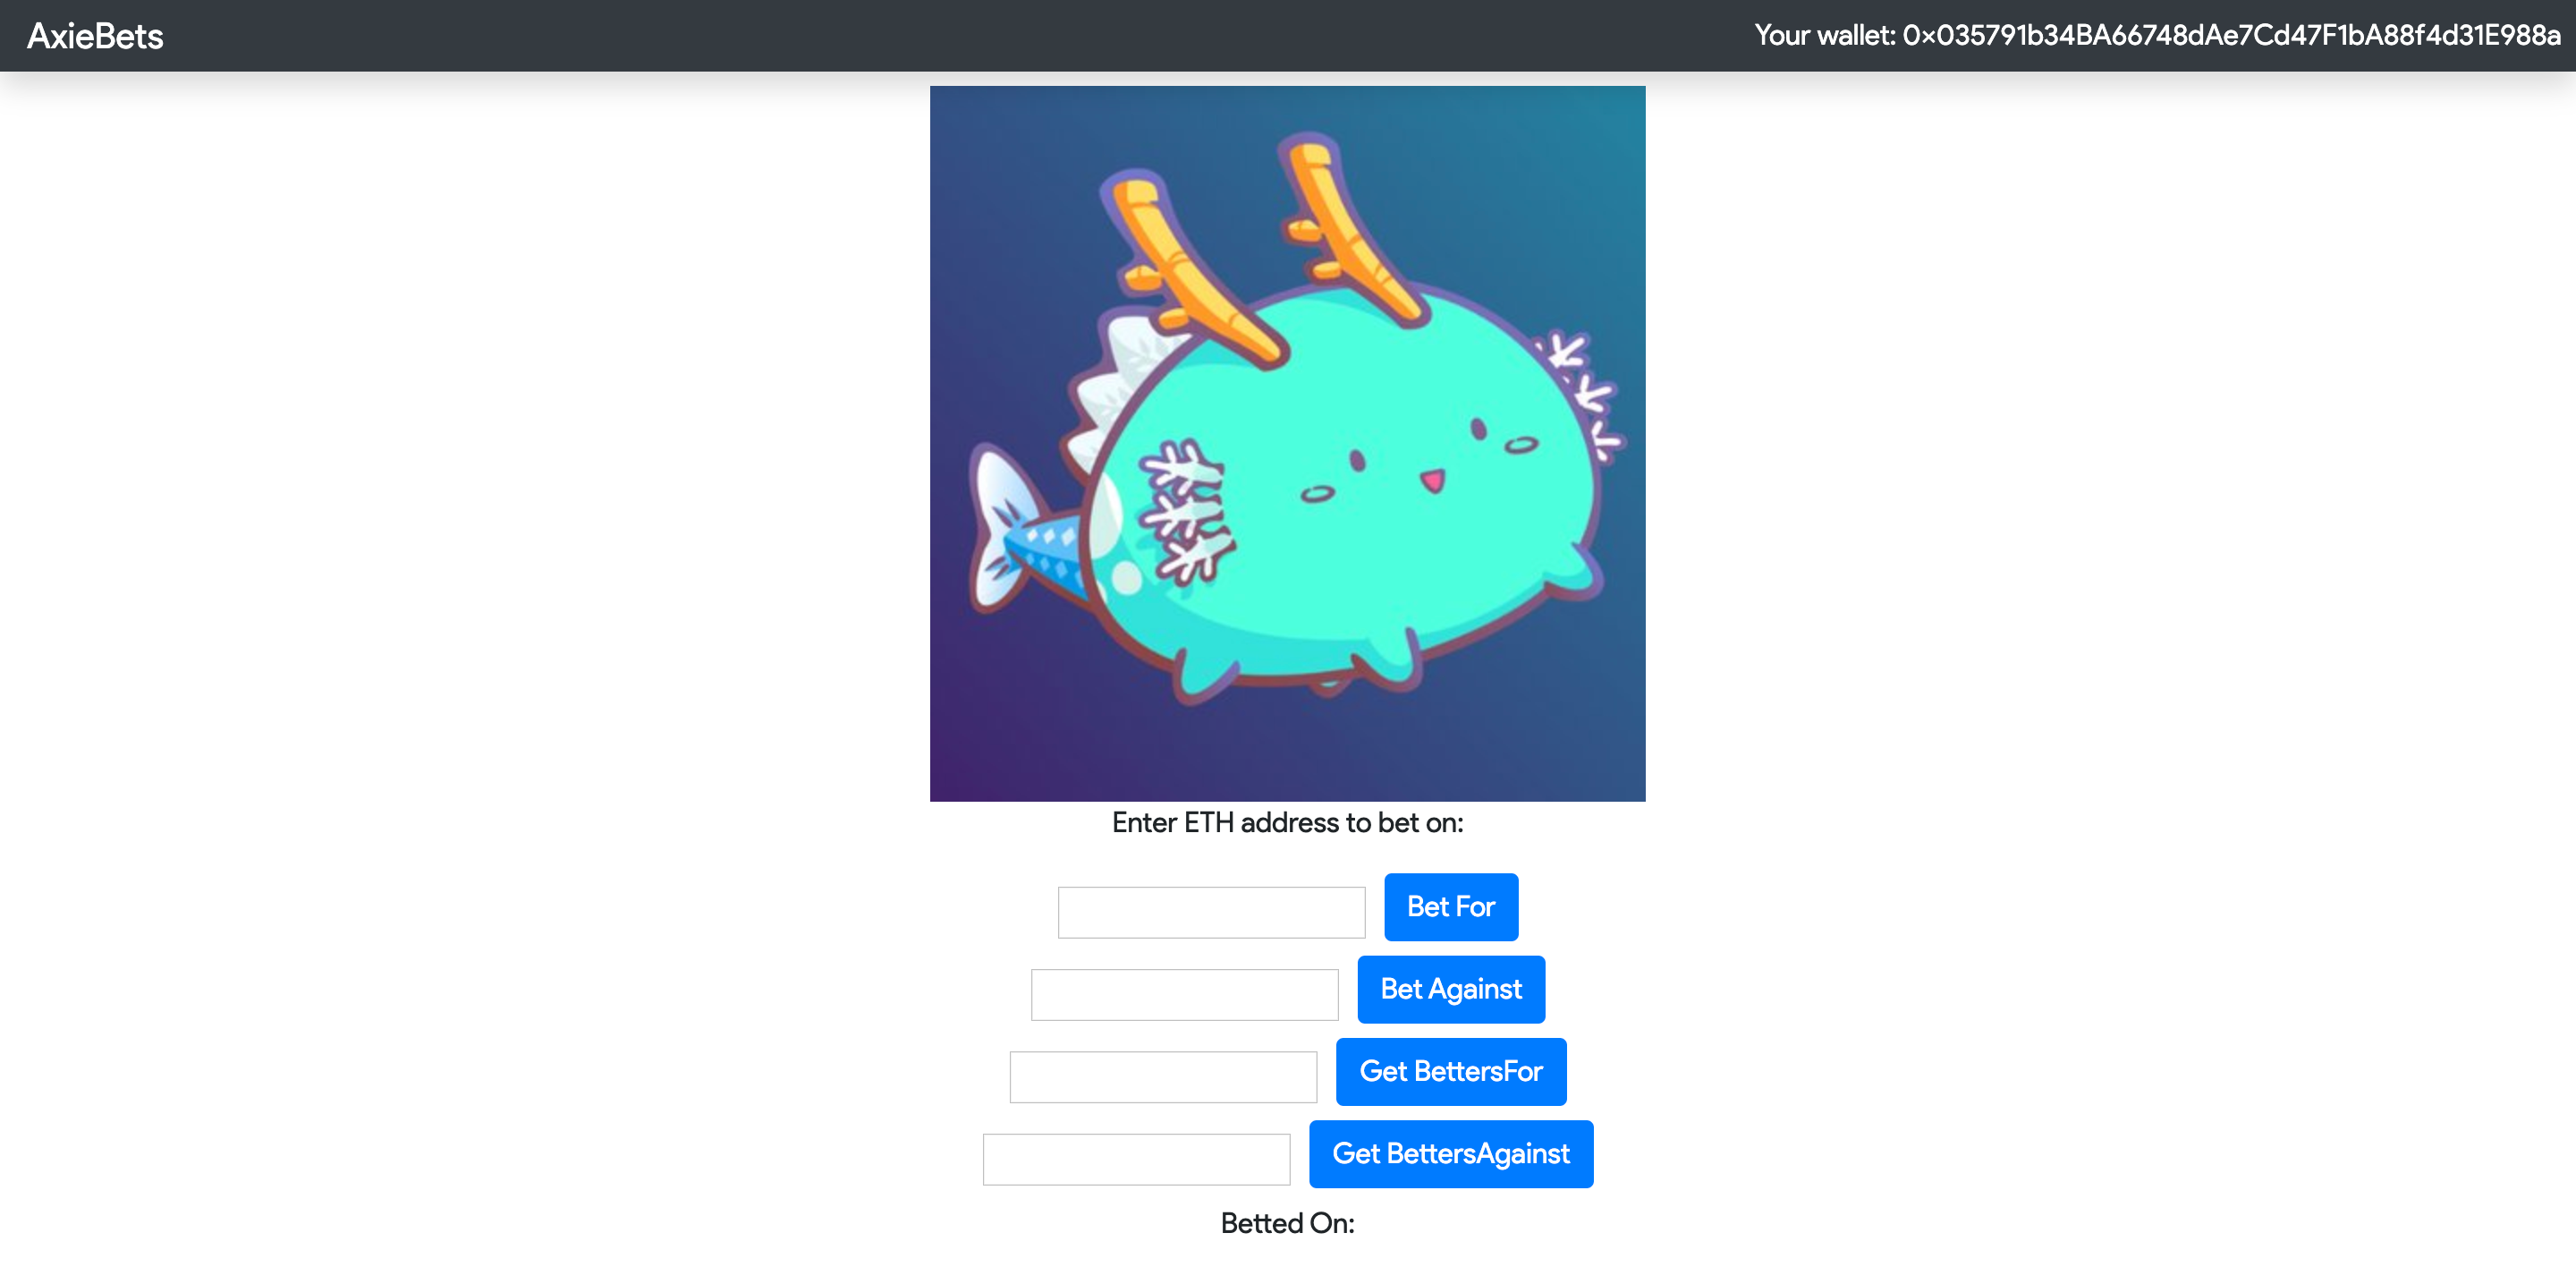 AxieBets
Your wallet: 0x035791b34BA66748dAe7Cd47F1bA88f4d31E988a
Enter ETH address to bet on:
Bet For
Bet Against
Get BettersFor
Get BettersAgainst
Betted On: